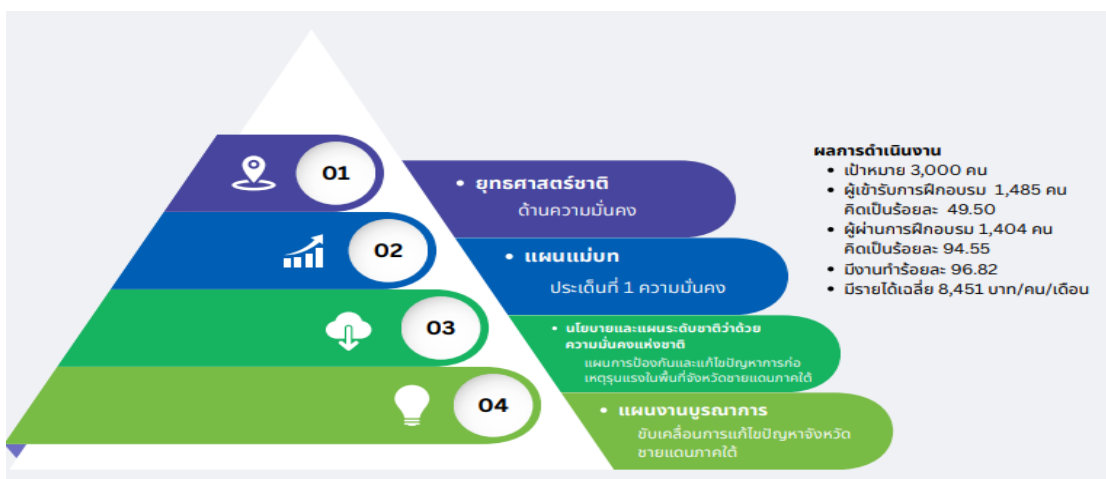 01
• ยุทธศาสตร์ชาติ
ด้านความมั่นคง
02
• แผนแม่บท
ประเด็นที่ 1 ความมั่นคง
03
• นโยบายและแผนระดับชาติว่าด้วย
ความมั่นคงแห่งชาติ
แผนการป้องกันและแก้ไขปัญหาการก่อ
เหตุรุนแรงในพื้นที่จังหวัดชายแดนภาคใต้
04
• แผนงานบูรณาการ
ขับเคลื่อนการแก้ไขปัญหาจังหวัด
ชายแดนภาคใต้
ผลการดำเนินงาน
• เป้าหมาย 3,000 คน
• ผู้เข้ารับการฝึกอบรม 1,485 คน
คิดเป็นร้อยละ 49.50
• ผู้ผ่านการฝึกอบรม 1,404 คน
คิดเป็นร้อยละ 94.55
• มีงานทำร้อยละ 96.82
• มีรายได้เฉลี่ย 8,451 บาท/คน/เดือน